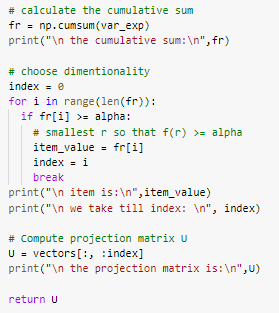 # calculate the cumulative sum
fr = np.cumsum(var_exp)
print("\n the cumulative sum:\n",fr)

# choose dimentionality
index = 0
for i in range(len(fr)):
  if fr[i] >= alpha:
    # smallest r so that f(r) >= alpha
    item_value = fr[i]
    index = i
    break
print("\n item is:\n",item_value)
print("\n we take till index: \n", index)

# Compute projection matrix U
U = vectors[:, :index]
print("\n the projection matrix is:\n",U)

return U